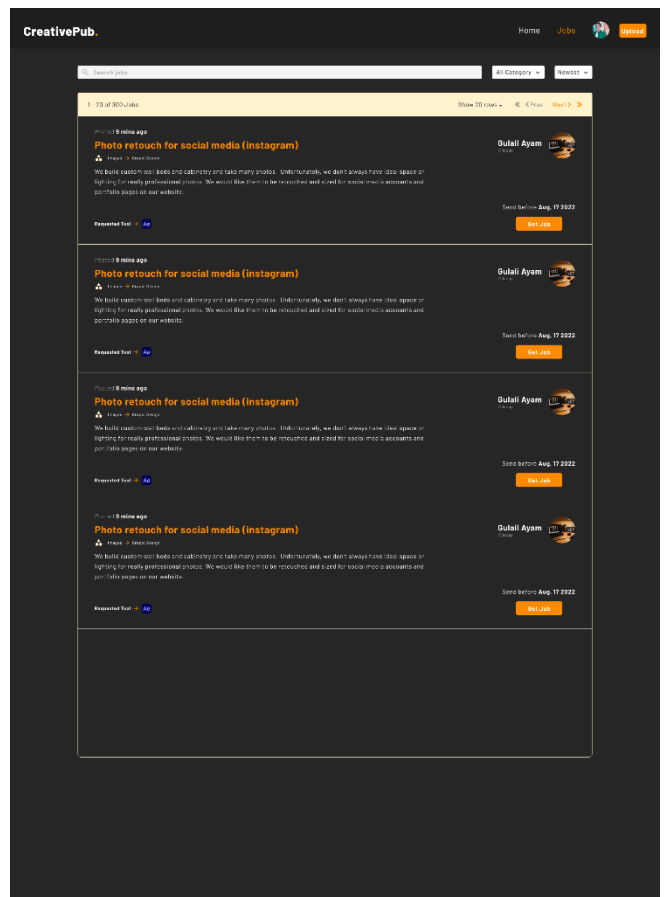 CreativePub.
Home Jobs Upload
Search jobs All Category Newest
1 - 20 of 300 Jobs Show 20 rows Prev Next
Posted 9 mins ago
Photo retouch for social media (instagram)
Images Graphic Design
We build custom wall beds and cabinetry and take many photos. Unfortunately, we don't always have ideal space or
lighting for really professional photos. We would like them to be retouched and sized for social media accounts and
portfolio pages on our website.
Requested Tool Ae
Gulali Ayam
Send before Aug, 17 2022
Get Job
Posted 9 mins ago
Photo retouch for social media (instagram)
Images Graphic Design
We build custom wall beds and cabinetry and take many photos. Unfortunately, we don't always have ideal space or
lighting for really professional photos. We would like them to be retouched and sized for social media accounts and
portfolio pages on our website.
Requested Tool Ae
Gulali Ayam
Send before Aug, 17 2022
Get Job
Posted 9 mins ago
Photo retouch for social media (instagram)
Images Graphic Design
We build custom wall beds and cabinetry and take many photos. Unfortunately, we don't always have ideal space or
lighting for really professional photos. We would like them to be retouched and sized for social media accounts and
portfolio pages on our website.
Requested Tool Ae
Gulali Ayam
Send before Aug, 17 2022
Get Job
Posted 9 mins ago
Photo retouch for social media (instagram)
Images Graphic Design
We build custom wall beds and cabinetry and take many photos. Unfortunately, we don't always have ideal space or
lighting for really professional photos. We would like them to be retouched and sized for social media accounts and
portfolio pages on our website.
Requested Tool Ae
Gulali Ayam
Send before Aug, 17 2022
Get Job